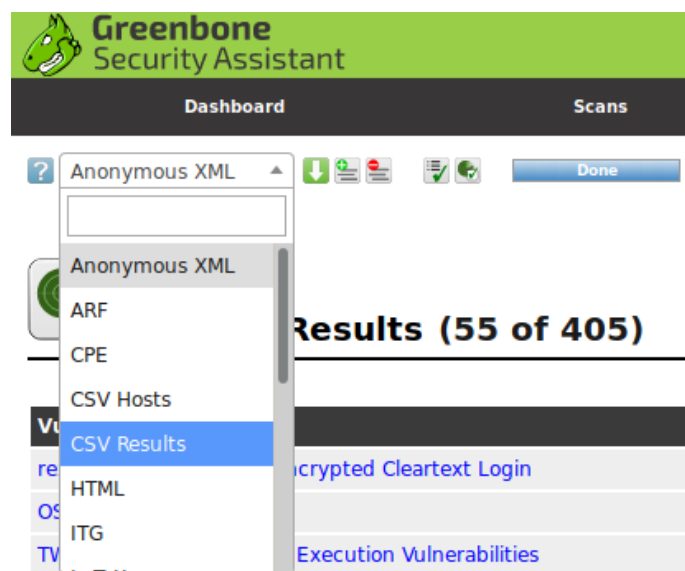 Greenbone
Security Assistant
Dashboard Scans
? Anonymous XML Done
Anonymous XML
ARF
Results (55 of 405)
CPE
CSV Hosts
CSV Results
Cleartext Login
HTML
ITG
Execution Vulnerabilities